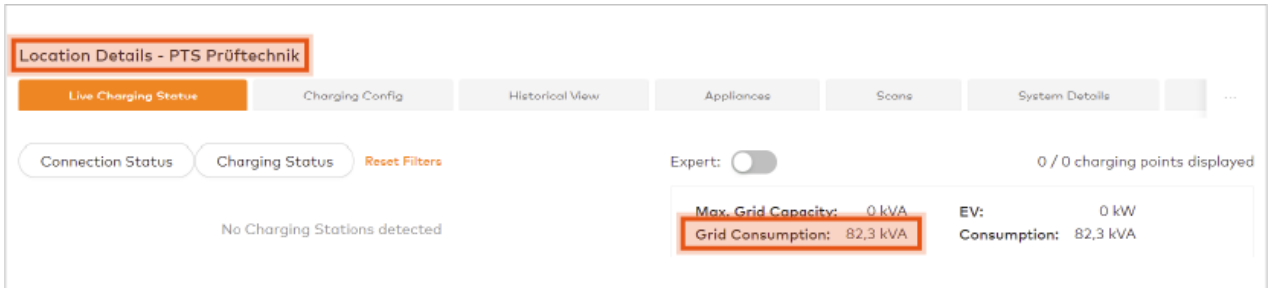 Location Details - PTS Prüftechnik
Live Charging Status Charging Config Historical View Appliances Scans System Details ...
Connection Status Charging Status Reset Filters Expert: 0 / 0 charging points displayed
No Charging Stations detected
Max. Grid Capacity: 0 kVA EV: 0 kW
Grid Consumption: 82,3 kVA Consumption: 82,3 kVA